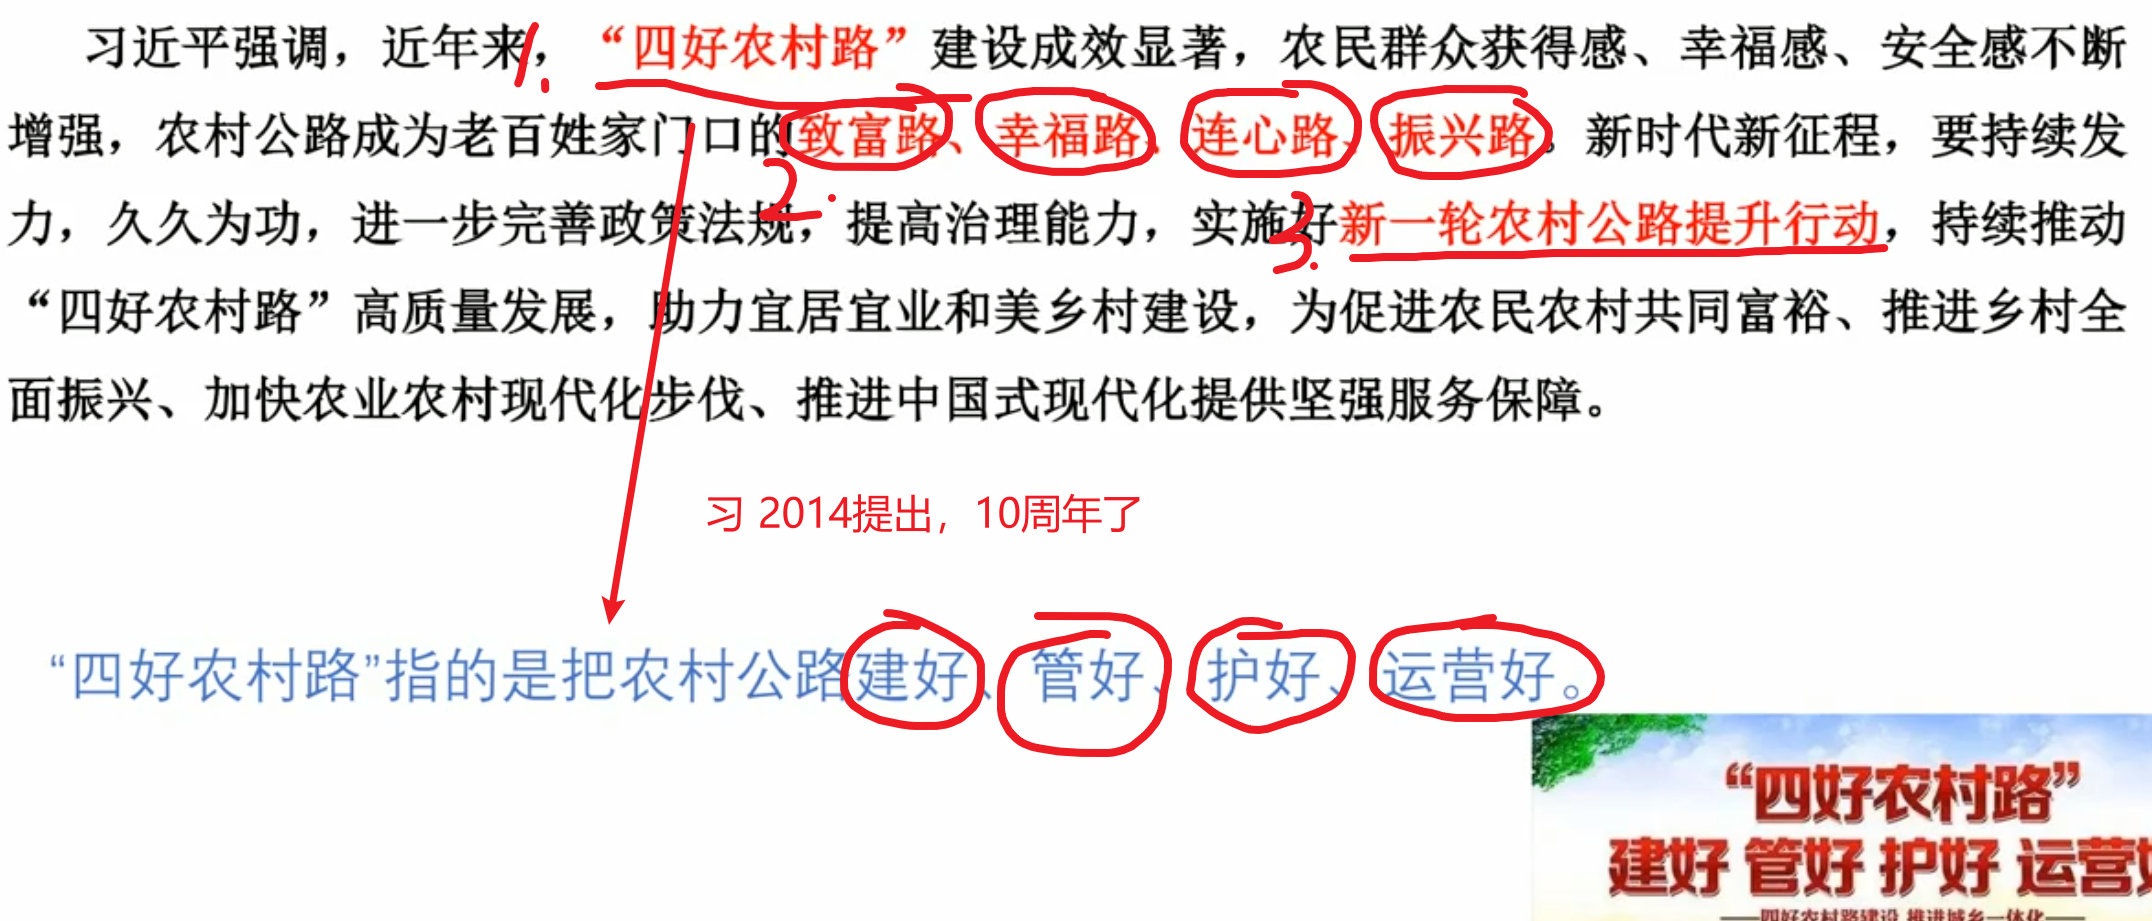 习近平强调，近年来，“四好农村路”建设成效显著，农民群众获得感、幸福感、安全感不断
增强，农村公路成为老百姓家门口的致富路、幸福路、连心路、振兴路。新时代新征程，要持续发
力，久久为功，进一步完善政策法规，提高治理能力，实施好新一轮农村公路提升行动，持续推动
“四好农村路”高质量发展，助力宜居宜业和美乡村建设，为促进农民农村共同富裕、推进乡村全
面振兴、加快农业农村现代化步伐、推进中国式现代化提供坚强服务保障。
1.
2.
3.
习 2014提出，10周年了
“四好农村路”指的是把农村公路建好、管好、护好、运营好。
“四好农村路”
建好 管好 护好 运营好
——四好农村路建设 推进城乡一体化——